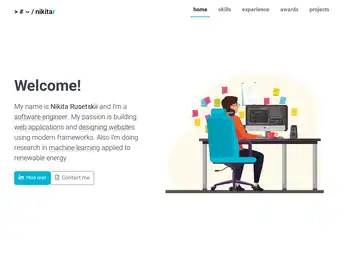 > # ~ / nikitar
home skills experience awards projects
Welcome!
My name is Nikita Rusetskii and I'm a
software engineer. My passion is building
web applications and designing websites
using modern frameworks. Also I'm doing
research in machine learning applied to
renewable energy
Contact me